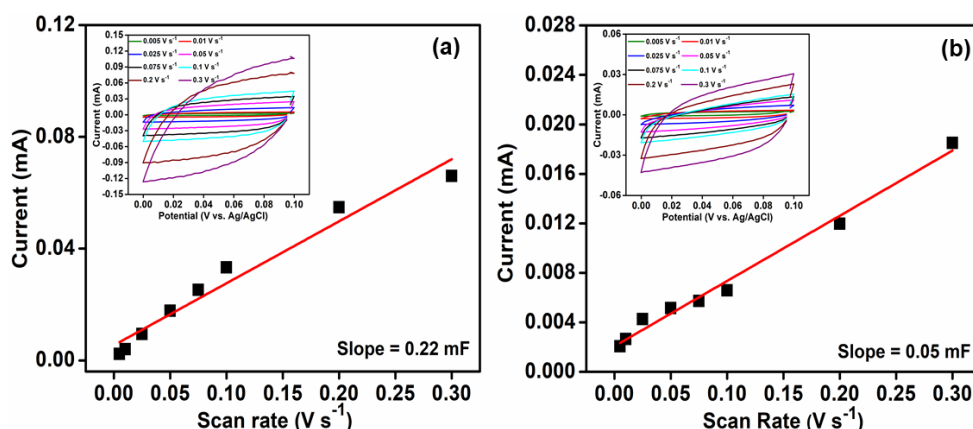 (a)
Current (mA)
0.12
0.08
0.04
0.00
0.00 0.05 0.10 0.15 0.20 0.25 0.30
Scan rate (V s⁻¹)
Slope = 0.22 mF
0.15
0.12
0.09
0.06
0.03
0.00
-0.03
-0.06
-0.09
-0.12
-0.15
Current (mA)
0.005 V s⁻¹ 0.01 V s⁻¹
0.025 V s⁻¹ 0.05 V s⁻¹
0.075 V s⁻¹ 0.1 V s⁻¹
0.2 V s⁻¹ 0.3 V s⁻¹
0.00 0.02 0.04 0.06 0.08 0.10
Potential (V vs. Ag/AgCl)
(b)
Current (mA)
0.028
0.024
0.020
0.016
0.012
0.008
0.004
0.000
0.00 0.05 0.10 0.15 0.20 0.25 0.30
Scan Rate (V s⁻¹)
Slope = 0.05 mF
0.06
0.03
0.00
-0.03
-0.06
Current (mA)
0.005 V s⁻¹ 0.01 V s⁻¹
0.025 V s⁻¹ 0.05 V s⁻¹
0.075 V s⁻¹ 0.1 V s⁻¹
0.2 V s⁻¹ 0.3 V s⁻¹
0.00 0.02 0.04 0.06 0.08 0.10
Potential (V vs. Ag/AgCl)